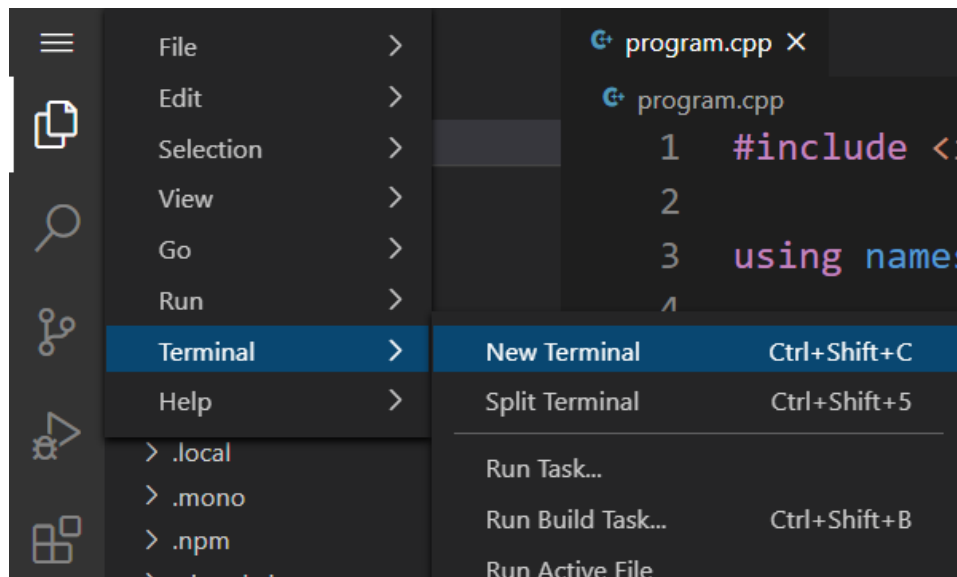 File
Edit
Selection
View
Go
Run
Terminal
Help
.local
.mono
.npm
program.cpp
program.cpp
1 #include <
2
3 using name
4
New Terminal Ctrl+Shift+C
Split Terminal Ctrl+Shift+5
Run Task...
Run Build Task... Ctrl+Shift+B
Run Active File